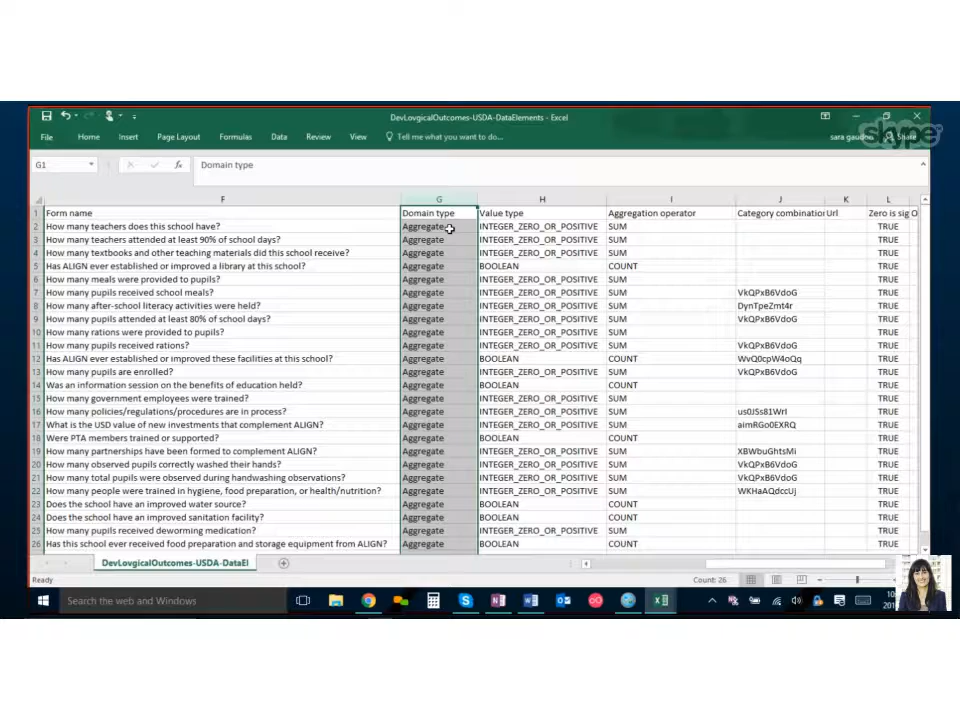 DevLovgicalOutcomes-USDA-DataElements - Excel
skype
File Home Insert Page Layout Formulas Data Review View Tell me what you want to do... sara gaudon Share
G1 fx Domain type
F G H I J K L
1 Form name Domain type Value type Aggregation operator Category combination Url Zero is sig O
2 How many teachers does this school have? Aggregate INTEGER_ZERO_OR_POSITIVE SUM TRUE
3 How many teachers attended at least 90% of school days? Aggregate INTEGER_ZERO_OR_POSITIVE SUM TRUE
4 How many textbooks and other teaching materials did this school receive? Aggregate INTEGER_ZERO_OR_POSITIVE SUM TRUE
5 Has ALIGN ever established or improved a library at this school? Aggregate BOOLEAN COUNT TRUE
6 How many meals were provided to pupils? Aggregate INTEGER_ZERO_OR_POSITIVE SUM TRUE
7 How many pupils received school meals? Aggregate INTEGER_ZERO_OR_POSITIVE SUM VkQPxB6VdoG TRUE
8 How many after-school literacy activities were held? Aggregate INTEGER_ZERO_OR_POSITIVE SUM DynTpeZmt4r TRUE
9 How many pupils attended at least 80% of school days? Aggregate INTEGER_ZERO_OR_POSITIVE SUM VkQPxB6VdoG TRUE
10 How many rations were provided to pupils? Aggregate INTEGER_ZERO_OR_POSITIVE SUM TRUE
11 How many pupils received rations? Aggregate INTEGER_ZERO_OR_POSITIVE SUM VkQPxB6VdoG TRUE
12 Has ALIGN ever established or improved these facilities at this school? Aggregate BOOLEAN COUNT WvQ0cpW4oQq TRUE
13 How many pupils are enrolled? Aggregate INTEGER_ZERO_OR_POSITIVE SUM VkQPxB6VdoG TRUE
14 Was an information session on the benefits of education held? Aggregate BOOLEAN COUNT TRUE
15 How many government employees were trained? Aggregate INTEGER_ZERO_OR_POSITIVE SUM TRUE
16 How many policies/regulations/procedures are in process? Aggregate INTEGER_ZERO_OR_POSITIVE SUM us0JSs81WrI TRUE
17 What is the USD value of new investments that complement ALIGN? Aggregate INTEGER_ZERO_OR_POSITIVE SUM aimRGo0EXRQ TRUE
18 Were PTA members trained or supported? Aggregate BOOLEAN COUNT TRUE
19 How many partnerships have been formed to complement ALIGN? Aggregate INTEGER_ZERO_OR_POSITIVE SUM XBWbuGhtsMi TRUE
20 How many observed pupils correctly washed their hands? Aggregate INTEGER_ZERO_OR_POSITIVE SUM VkQPxB6VdoG TRUE
21 How many total pupils were observed during handwashing observations? Aggregate INTEGER_ZERO_OR_POSITIVE SUM VkQPxB6VdoG TRUE
22 How many people were trained in hygiene, food preparation, or health/nutrition? Aggregate INTEGER_ZERO_OR_POSITIVE SUM WKHaAQdccUj TRUE
23 Does the school have an improved water source? Aggregate BOOLEAN COUNT TRUE
24 Does the school have an improved sanitation facility? Aggregate BOOLEAN COUNT TRUE
25 How many pupils received deworming medication? Aggregate INTEGER_ZERO_OR_POSITIVE SUM TRUE
26 Has this school ever received food preparation and storage equipment from ALIGN? Aggregate BOOLEAN COUNT TRUE
DevLovgicalOutcomes-USDA-DataEl
Ready Count: 26
Search the web and Windows